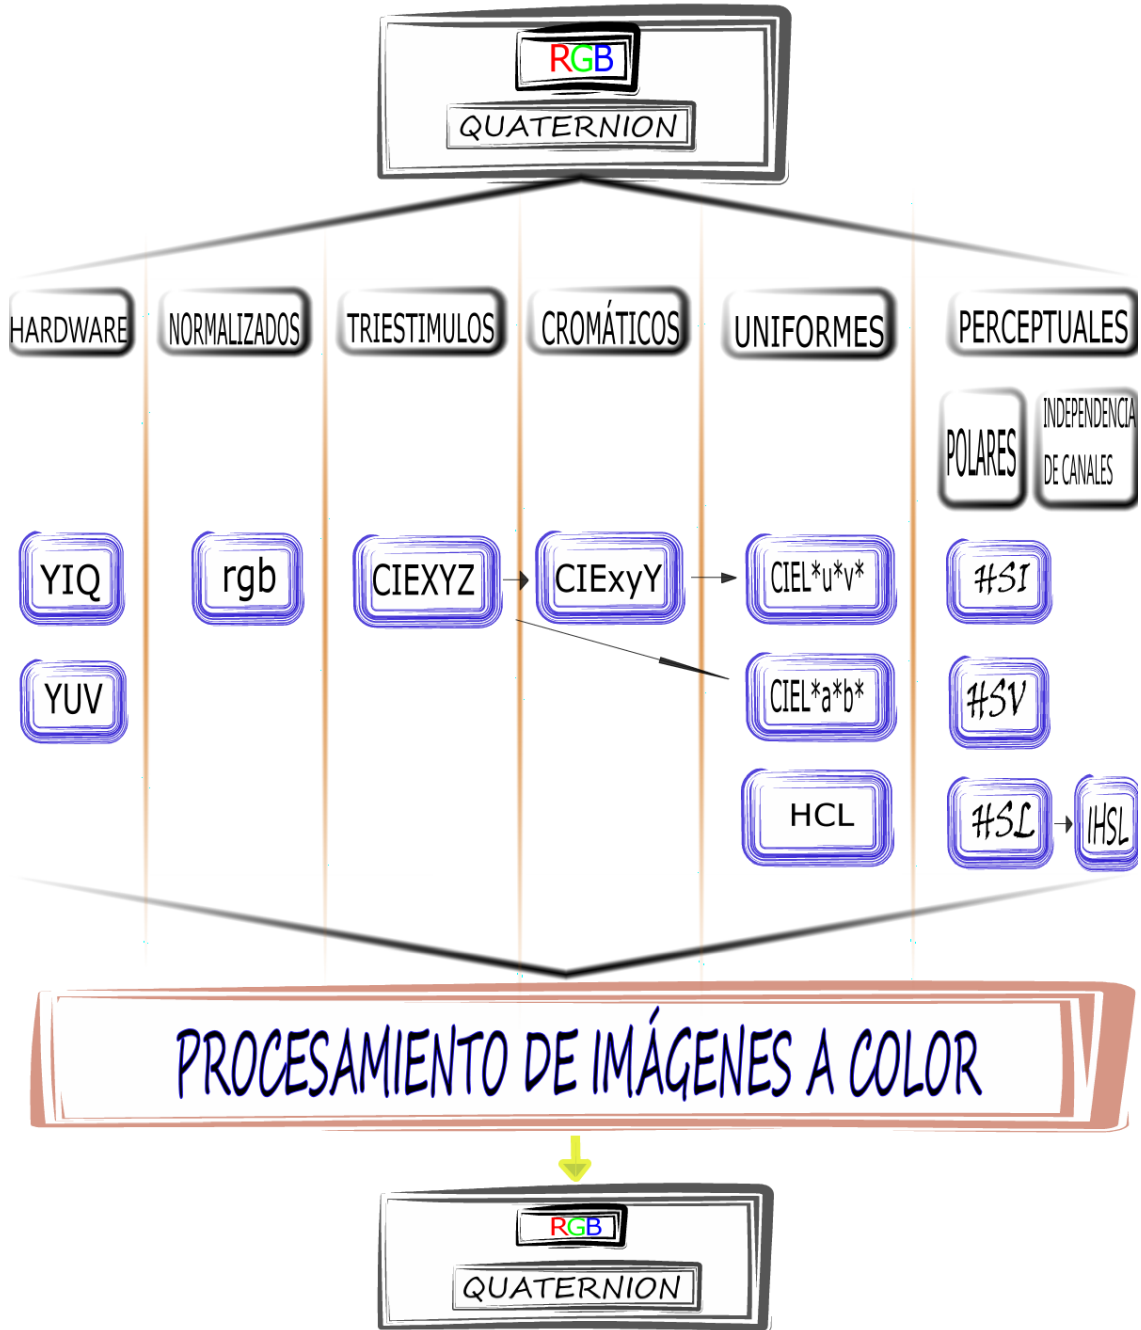 RGB
QUATERNION
HARDWARE
NORMALIZADOS
TRIESTIMULOS
CROMÁTICOS
UNIFORMES
PERCEPTUALES
POLARES
INDEPENDENCIA
DE CANALES
YIQ
rgb
CIEXYZ
CIExyY
CIEL*u*v*
HSI
YUV
CIEL*a*b*
HSV
HCL
HSL
IHSL
PROCESAMIENTO DE IMÁGENES A COLOR
RGB
QUATERNION